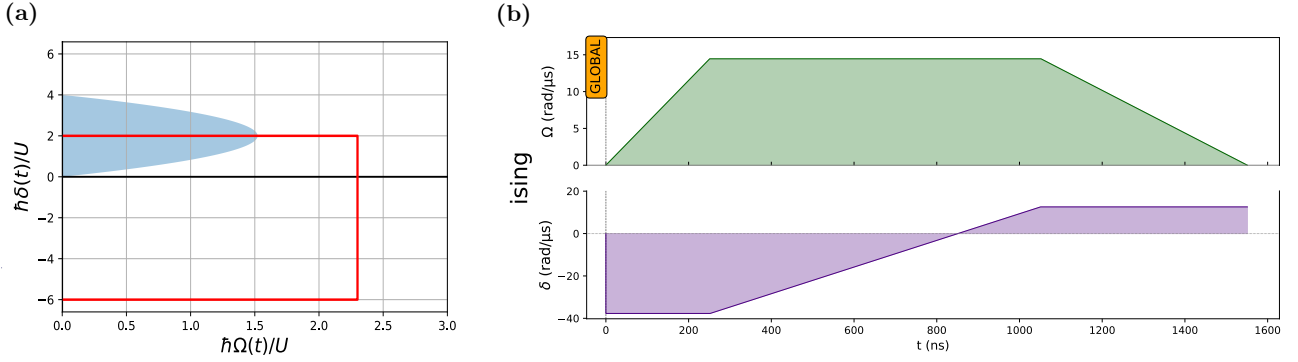 (a)
6
4
2
0
−2
−4
−6
ħδ(t)/U
0.0 0.5 1.0 1.5 2.0 2.5 3.0
ħΩ(t)/U
(b)
GLOBAL
15
10
5
0
Ω (rad/µs)
ising
20
0
−20
−40
δ (rad/µs)
0 200 400 600 800 1000 1200 1400 1600
t (ns)